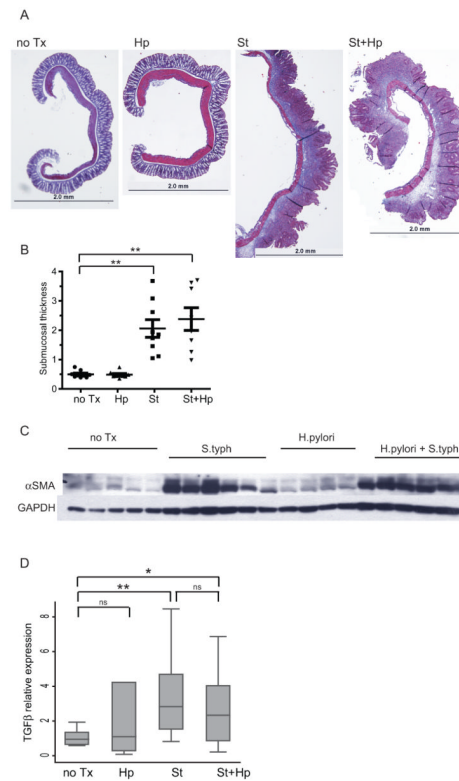 A
no Tx Hp St St+Hp
2.0 mm 2.0 mm 2.0 mm 2.0 mm
B
** 
**
Submucosal thickness
5
4
3
2
1
0
no Tx Hp St St+Hp
C
no Tx S.typh H.pylori H.pylori + S.typh
αSMA
GAPDH
D
*
**
ns ns
TGFβ relative expression
8
6
4
2
0
no Tx Hp St St+Hp